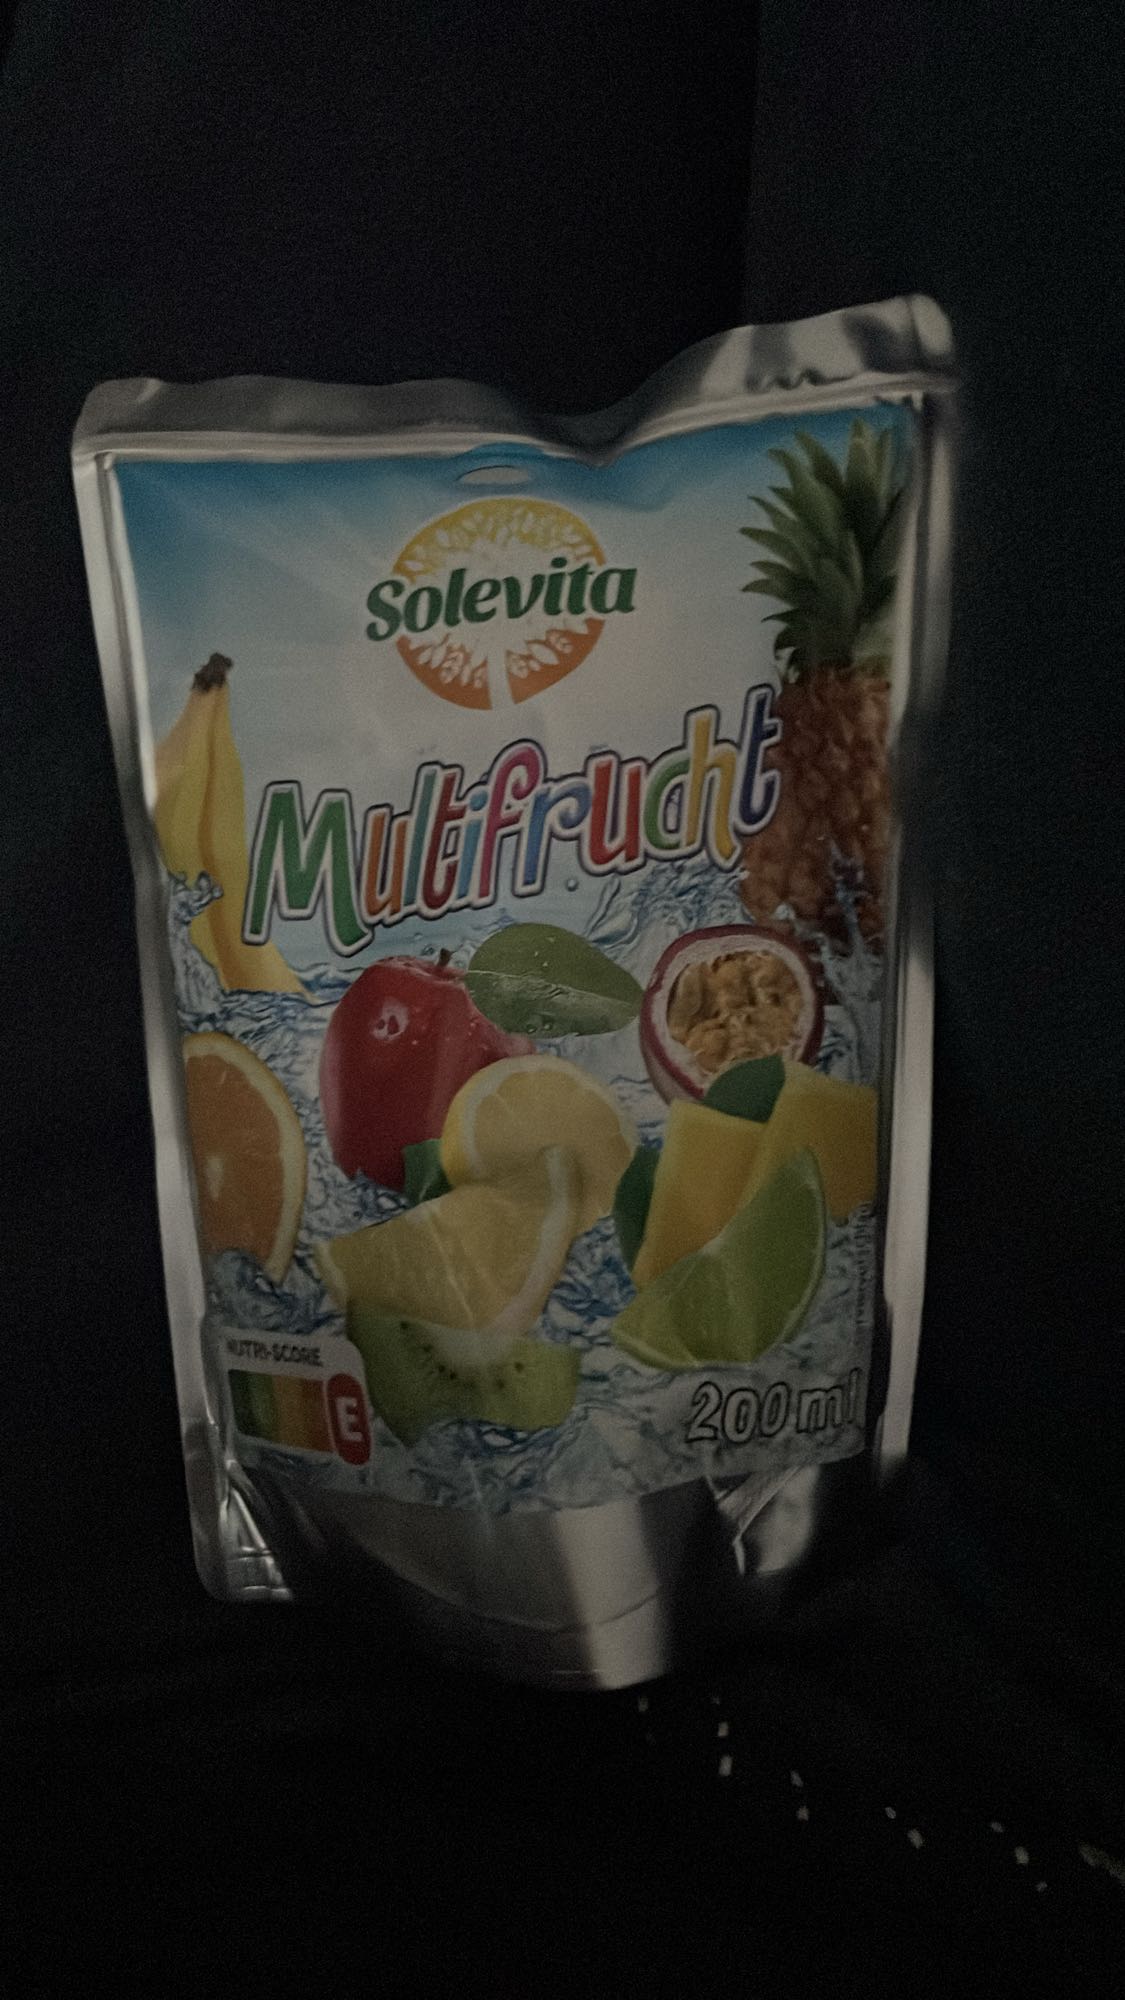 Solevita
Multifrucht
NUTRI-SCORE
E
200 ml